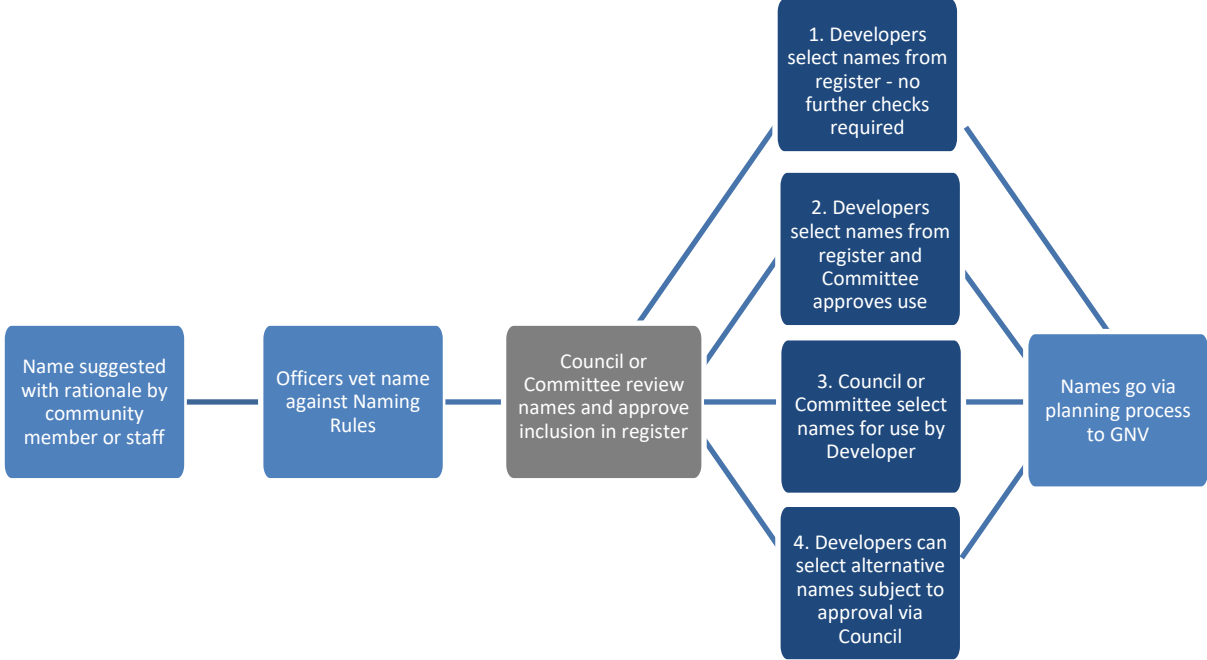 Name suggested
with rationale by
community
member or staff
Officers vet name
against Naming
Rules
Council or
Committee review
names and approve
inclusion in register
1. Developers
select names from
register - no
further checks
required
2. Developers
select names from
register and
Committee
approves use
3. Council or
Committee select
names for use by
Developer
4. Developers can
select alternative
names subject to
approval via
Council
Names go via
planning process
to GNV